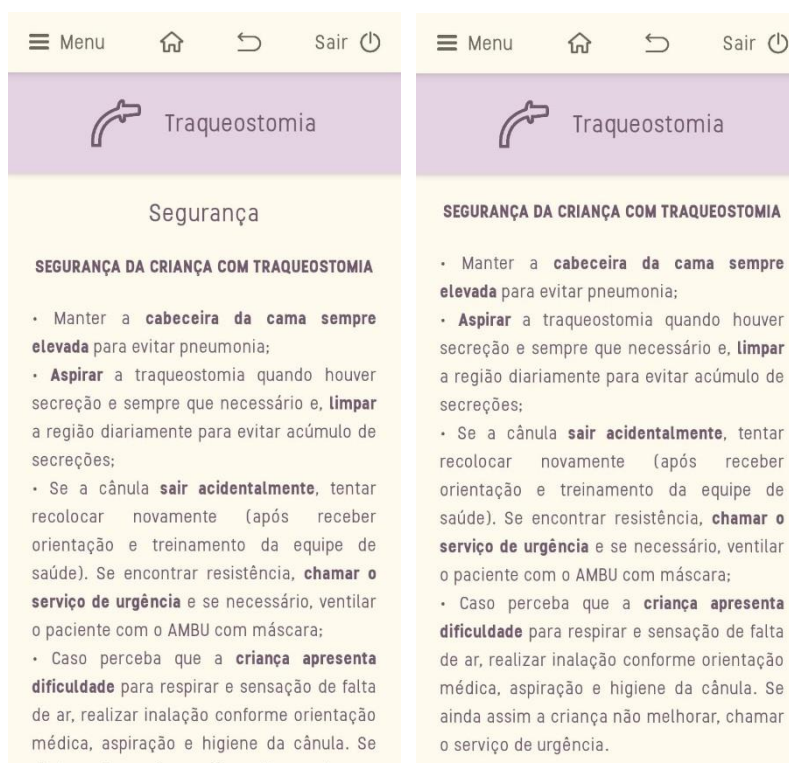 Menu Sair
Traqueostomia
Segurança
SEGURANÇA DA CRIANÇA COM TRAQUEOSTOMIA
• Manter a cabeceira da cama sempre
elevada para evitar pneumonia;
• Aspirar a traqueostomia quando houver
secreção e sempre que necessário e, limpar
a região diariamente para evitar acúmulo de
secreções;
• Se a cânula sair acidentalmente, tentar
recolocar novamente (após receber
orientação e treinamento da equipe de
saúde). Se encontrar resistência, chamar o
serviço de urgência e se necessário, ventilar
o paciente com o AMBU com máscara;
• Caso perceba que a criança apresenta
dificuldade para respirar e sensação de falta
de ar, realizar inalação conforme orientação
médica, aspiração e higiene da cânula. Se
Menu Sair
Traqueostomia
SEGURANÇA DA CRIANÇA COM TRAQUEOSTOMIA
• Manter a cabeceira da cama sempre
elevada para evitar pneumonia;
• Aspirar a traqueostomia quando houver
secreção e sempre que necessário e, limpar
a região diariamente para evitar acúmulo de
secreções;
• Se a cânula sair acidentalmente, tentar
recolocar novamente (após receber
orientação e treinamento da equipe de
saúde). Se encontrar resistência, chamar o
serviço de urgência e se necessário, ventilar
o paciente com o AMBU com máscara;
• Caso perceba que a criança apresenta
dificuldade para respirar e sensação de falta
de ar, realizar inalação conforme orientação
médica, aspiração e higiene da cânula. Se
ainda assim a criança não melhorar, chamar
o serviço de urgência.